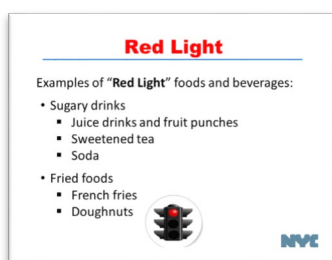 Red Light
Examples of “Red Light” foods and beverages:
• Sugary drinks
▪ Juice drinks and fruit punches
▪ Sweetened tea
▪ Soda
• Fried foods
▪ French fries
▪ Doughnuts
NYC